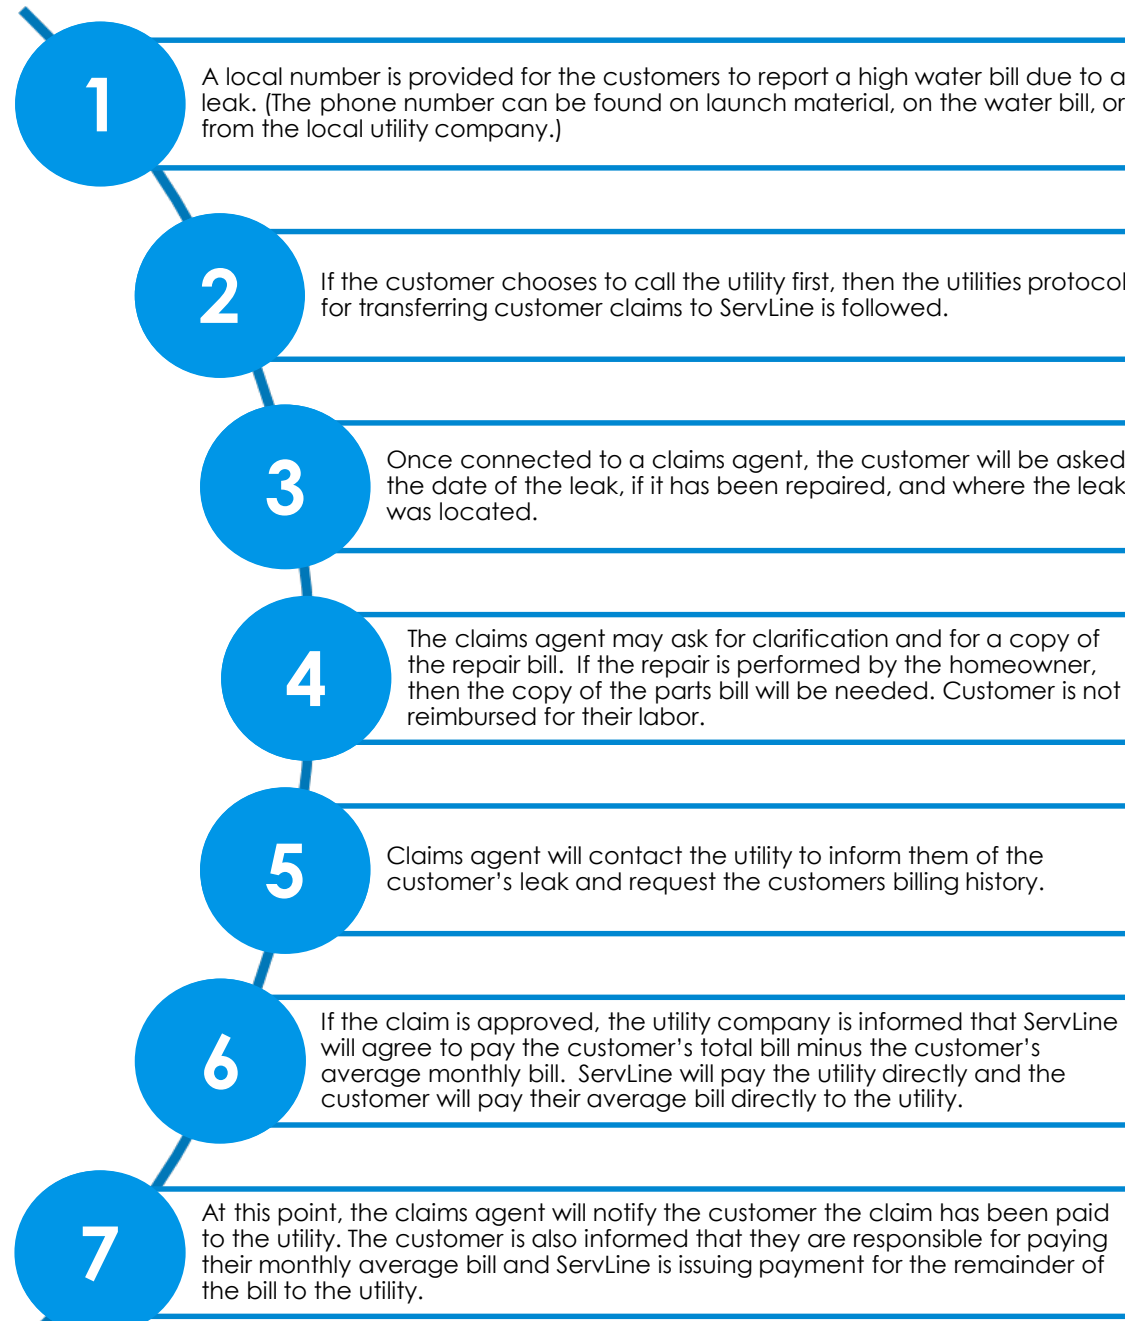 1
A local number is provided for the customers to report a high water bill due to a
leak. (The phone number can be found on launch material, on the water bill, or
from the local utility company.)
2
If the customer chooses to call the utility first, then the utilities protocol
for transferring customer claims to ServLine is followed.
3
Once connected to a claims agent, the customer will be asked
the date of the leak, if it has been repaired, and where the leak
was located.
4
The claims agent may ask for clarification and for a copy of
the repair bill.  If the repair is performed by the homeowner,
then the copy of the parts bill will be needed. Customer is not
reimbursed for their labor.
5
Claims agent will contact the utility to inform them of the
customer’s leak and request the customers billing history.
6
If the claim is approved, the utility company is informed that ServLine
will agree to pay the customer’s total bill minus the customer’s
average monthly bill.  ServLine will pay the utility directly and the
customer will pay their average bill directly to the utility.
7
At this point, the claims agent will notify the customer the claim has been paid
to the utility. The customer is also informed that they are responsible for paying
their monthly average bill and ServLine is issuing payment for the remainder of
the bill to the utility.